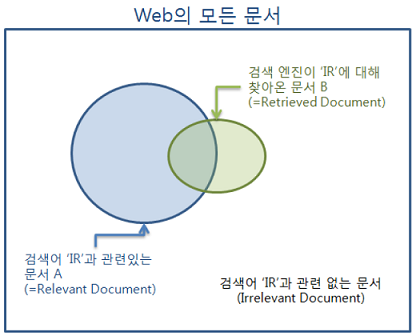 Web의 모든 문서
검색 엔진이 ‘IR’에 대해
찾아온 문서 B
(=Retrieved Document)
검색어 ‘IR’과 관련있는
문서 A
(=Relevant Document)
검색어 ‘IR’과 관련 없는 문서
(Irrelevant Document)